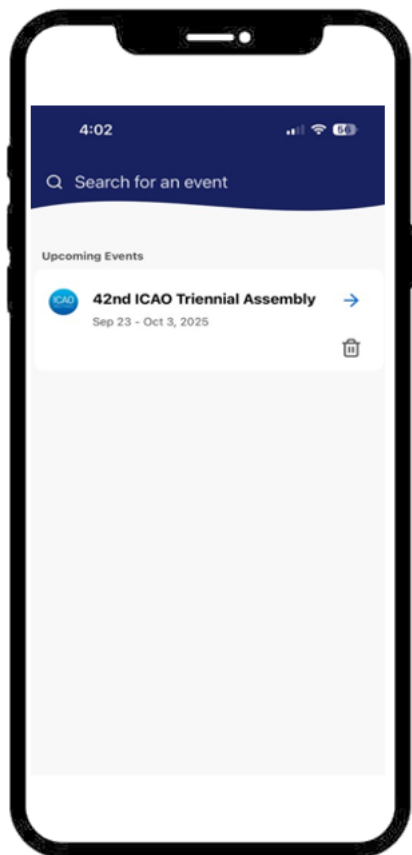 4:02
56
Search for an event
Upcoming Events
ICAO
42nd ICAO Triennial Assembly
Sep 23 - Oct 3, 2025